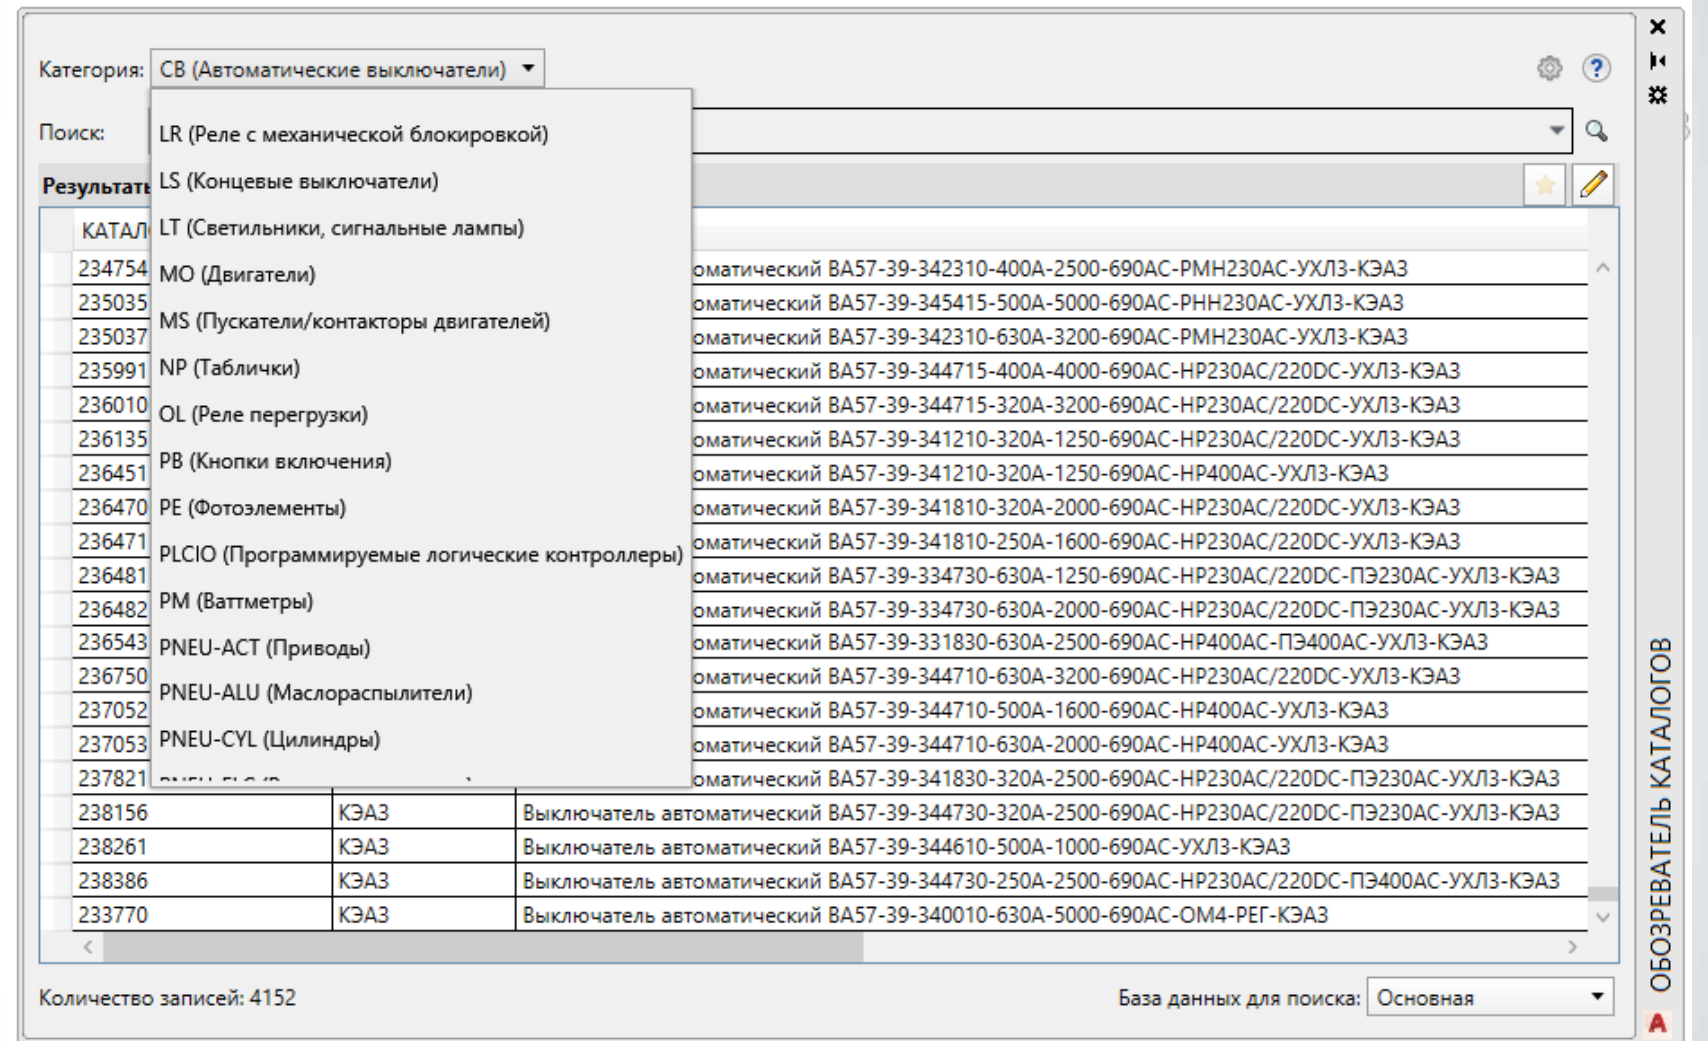 Категория: CB (Автоматические выключатели)
Поиск:
LR (Реле с механической блокировкой)
LS (Концевые выключатели)
LT (Светильники, сигнальные лампы)
MO (Двигатели)
MS (Пускатели/контакторы двигателей)
NP (Таблички)
OL (Реле перегрузки)
PB (Кнопки включения)
PE (Фотоэлементы)
PLCIO (Программируемые логические контроллеры)
PM (Ваттметры)
PNEU-ACT (Приводы)
PNEU-ALU (Маслораспылители)
PNEU-CYL (Цилиндры)
Результаты
КАТАЛО
234754 оматический ВА57-39-342310-400А-2500-690АС-РМН230АС-УХЛ3-КЭАЗ
235035 оматический ВА57-39-345415-500А-5000-690АС-РНН230АС-УХЛ3-КЭАЗ
235037 оматический ВА57-39-342310-630А-3200-690АС-РМН230АС-УХЛ3-КЭАЗ
235991 оматический ВА57-39-344715-400А-4000-690АС-НР230АС/220DC-УХЛ3-КЭАЗ
236010 оматический ВА57-39-344715-320А-3200-690АС-НР230АС/220DC-УХЛ3-КЭАЗ
236135 оматический ВА57-39-341210-320А-1250-690АС-НР230АС/220DC-УХЛ3-КЭАЗ
236451 оматический ВА57-39-341210-320А-1250-690АС-НР400АС-УХЛ3-КЭАЗ
236470 оматический ВА57-39-341810-320А-2000-690АС-НР230АС/220DC-УХЛ3-КЭАЗ
236471 оматический ВА57-39-341810-250А-1600-690АС-НР230АС/220DC-УХЛ3-КЭАЗ
236481 оматический ВА57-39-334730-630А-1250-690АС-НР230АС/220DC-ПЭ230АС-УХЛ3-КЭАЗ
236482 оматический ВА57-39-334730-630А-2000-690АС-НР230АС/220DC-ПЭ230АС-УХЛ3-КЭАЗ
236543 оматический ВА57-39-331830-630А-2500-690АС-НР400АС-ПЭ400АС-УХЛ3-КЭАЗ
236750 оматический ВА57-39-344710-630А-3200-690АС-НР230АС/220DC-УХЛ3-КЭАЗ
237052 оматический ВА57-39-344710-500А-1600-690АС-НР400АС-УХЛ3-КЭАЗ
237053 оматический ВА57-39-344710-630А-2000-690АС-НР400АС-УХЛ3-КЭАЗ
237821 оматический ВА57-39-341830-320А-2500-690АС-НР230АС/220DC-ПЭ230АС-УХЛ3-КЭАЗ
238156 КЭАЗ Выключатель автоматический ВА57-39-344730-320А-2500-690АС-НР230АС/220DC-ПЭ230АС-УХЛ3-КЭАЗ
238261 КЭАЗ Выключатель автоматический ВА57-39-344610-500А-1000-690АС-УХЛ3-КЭАЗ
238386 КЭАЗ Выключатель автоматический ВА57-39-344730-250А-2500-690АС-НР230АС/220DC-ПЭ400АС-УХЛ3-КЭАЗ
233770 КЭАЗ Выключатель автоматический ВА57-39-340010-630А-5000-690АС-ОМ4-РЕГ-КЭАЗ
Количество записей: 4152
База данных для поиска: Основная
ОБОЗРЕВАТЕЛЬ КАТАЛОГОВ